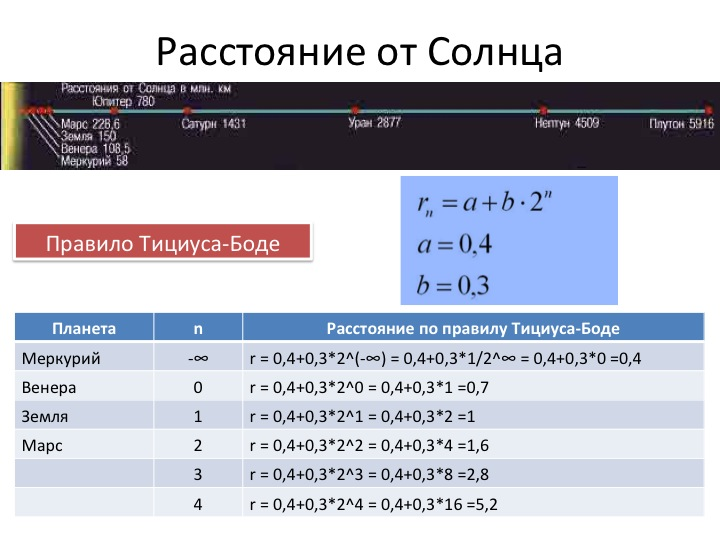 Расстояние от Солнца
Расстояния от Солнца в млн. км
Юпитер 780
Марс 228,6
Земля 150
Венера 108,5
Меркурий 58
Сатурн 1431
Уран 2877
Нептун 4509
Плутон 5916
Правило Тициуса-Боде
rₙ = a + b · 2ⁿ
a = 0,4
b = 0,3
Планета n Расстояние по правилу Тициуса-Боде
Меркурий -∞ r = 0,4+0,3*2^(-∞) = 0,4+0,3*1/2^∞ = 0,4+0,3*0 =0,4
Венера 0 r = 0,4+0,3*2^0 = 0,4+0,3*1 =0,7
Земля 1 r = 0,4+0,3*2^1 = 0,4+0,3*2 =1
Марс 2 r = 0,4+0,3*2^2 = 0,4+0,3*4 =1,6
3 r = 0,4+0,3*2^3 = 0,4+0,3*8 =2,8
4 r = 0,4+0,3*2^4 = 0,4+0,3*16 =5,2